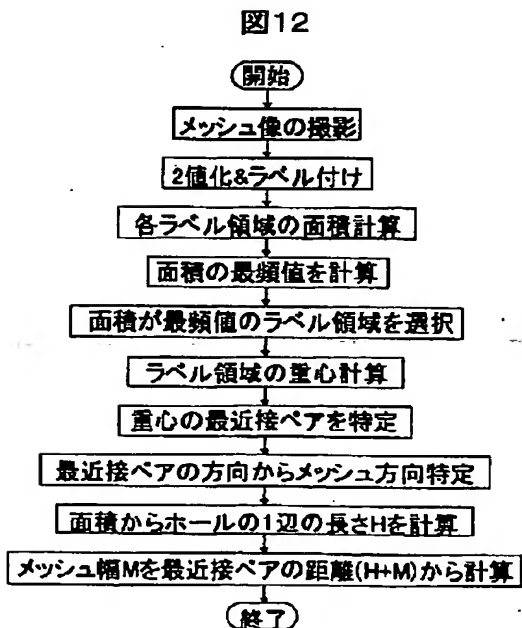 図12
開始
メッシュ像の撮影
2値化&ラベル付け
各ラベル領域の面積計算
面積の最頻値を計算
面積が最頻値のラベル領域を選択
ラベル領域の重心計算
重心の最近接ペアを特定
最近接ペアの方向からメッシュ方向特定
面積からホールの1辺の長さHを計算
メッシュ幅Mを最近接ペアの距離(H+M)から計算
終了